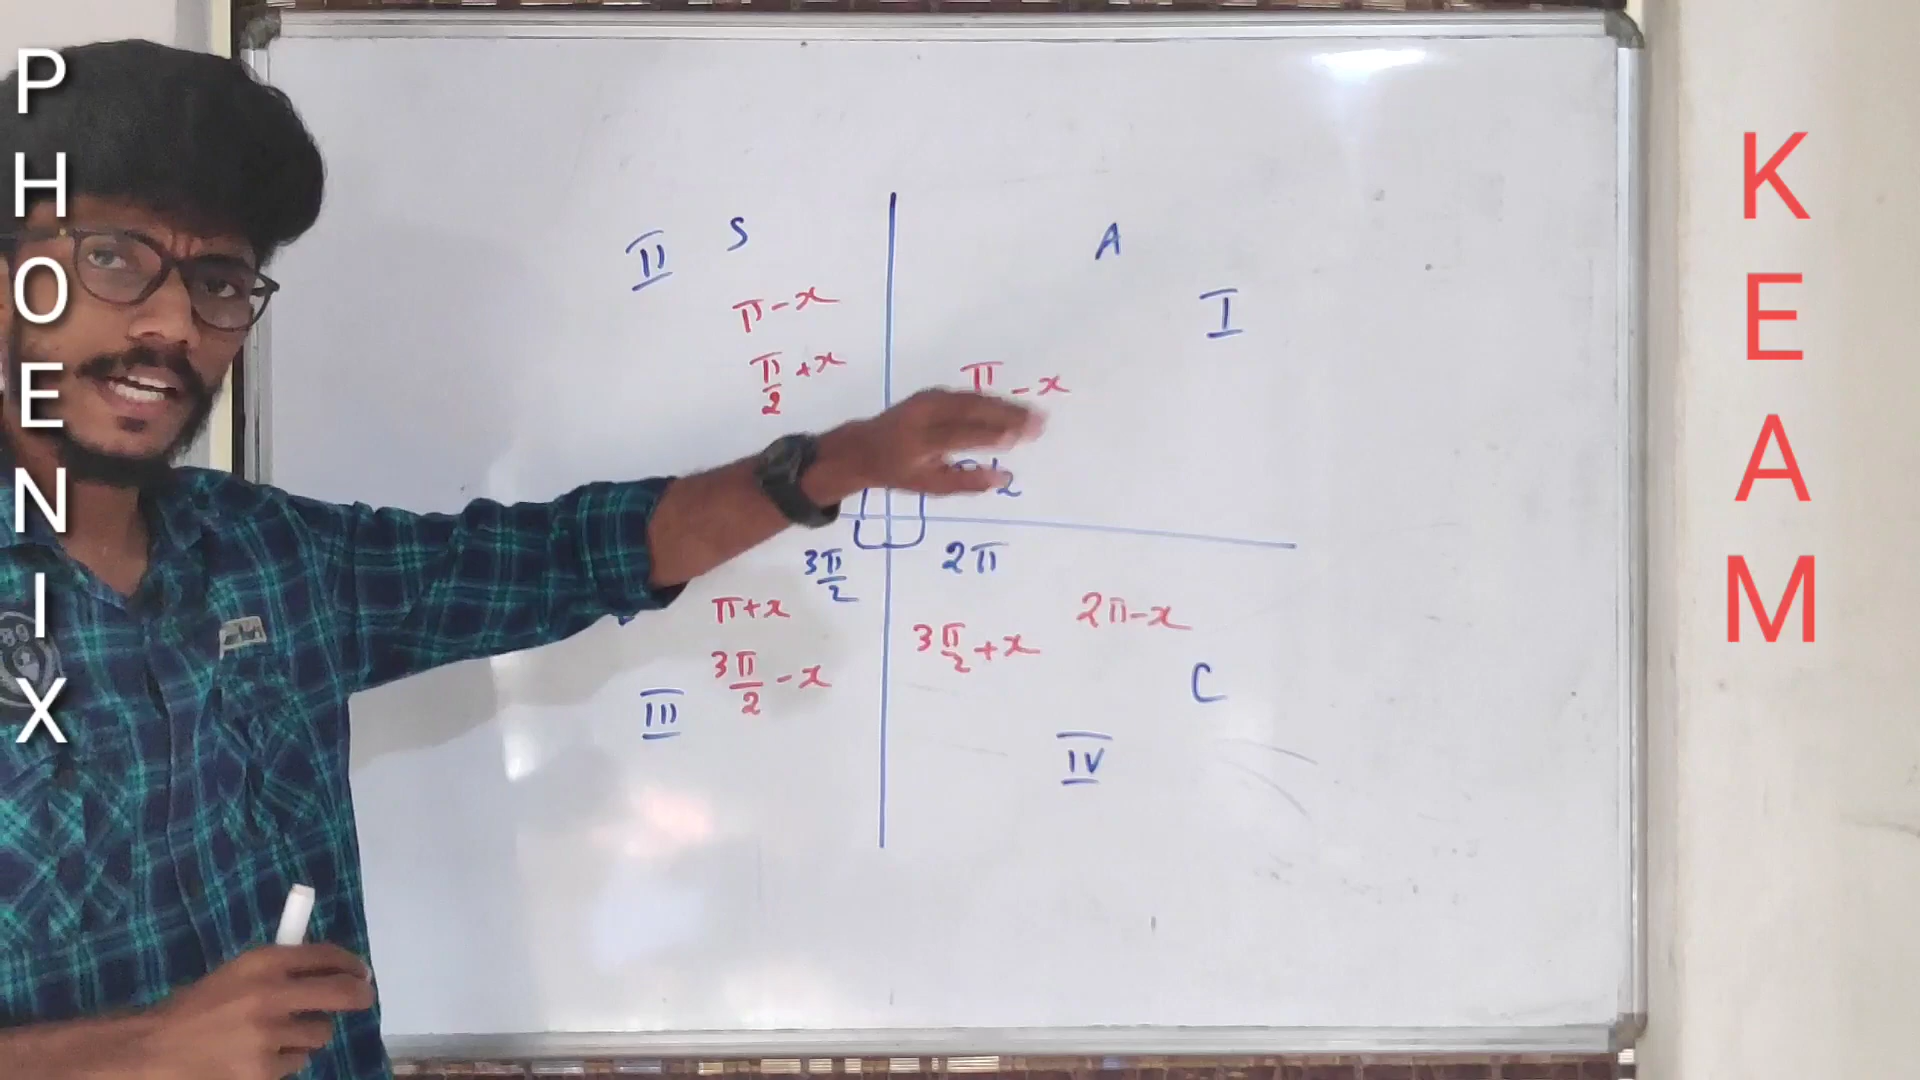 PHOENIX
KEAM
II S
π-x
π/2 +x
A
I
π -x
2
3π/2
2π
π+x
3π/2 -x
III
3π/2 +x
2π-x
C
IV